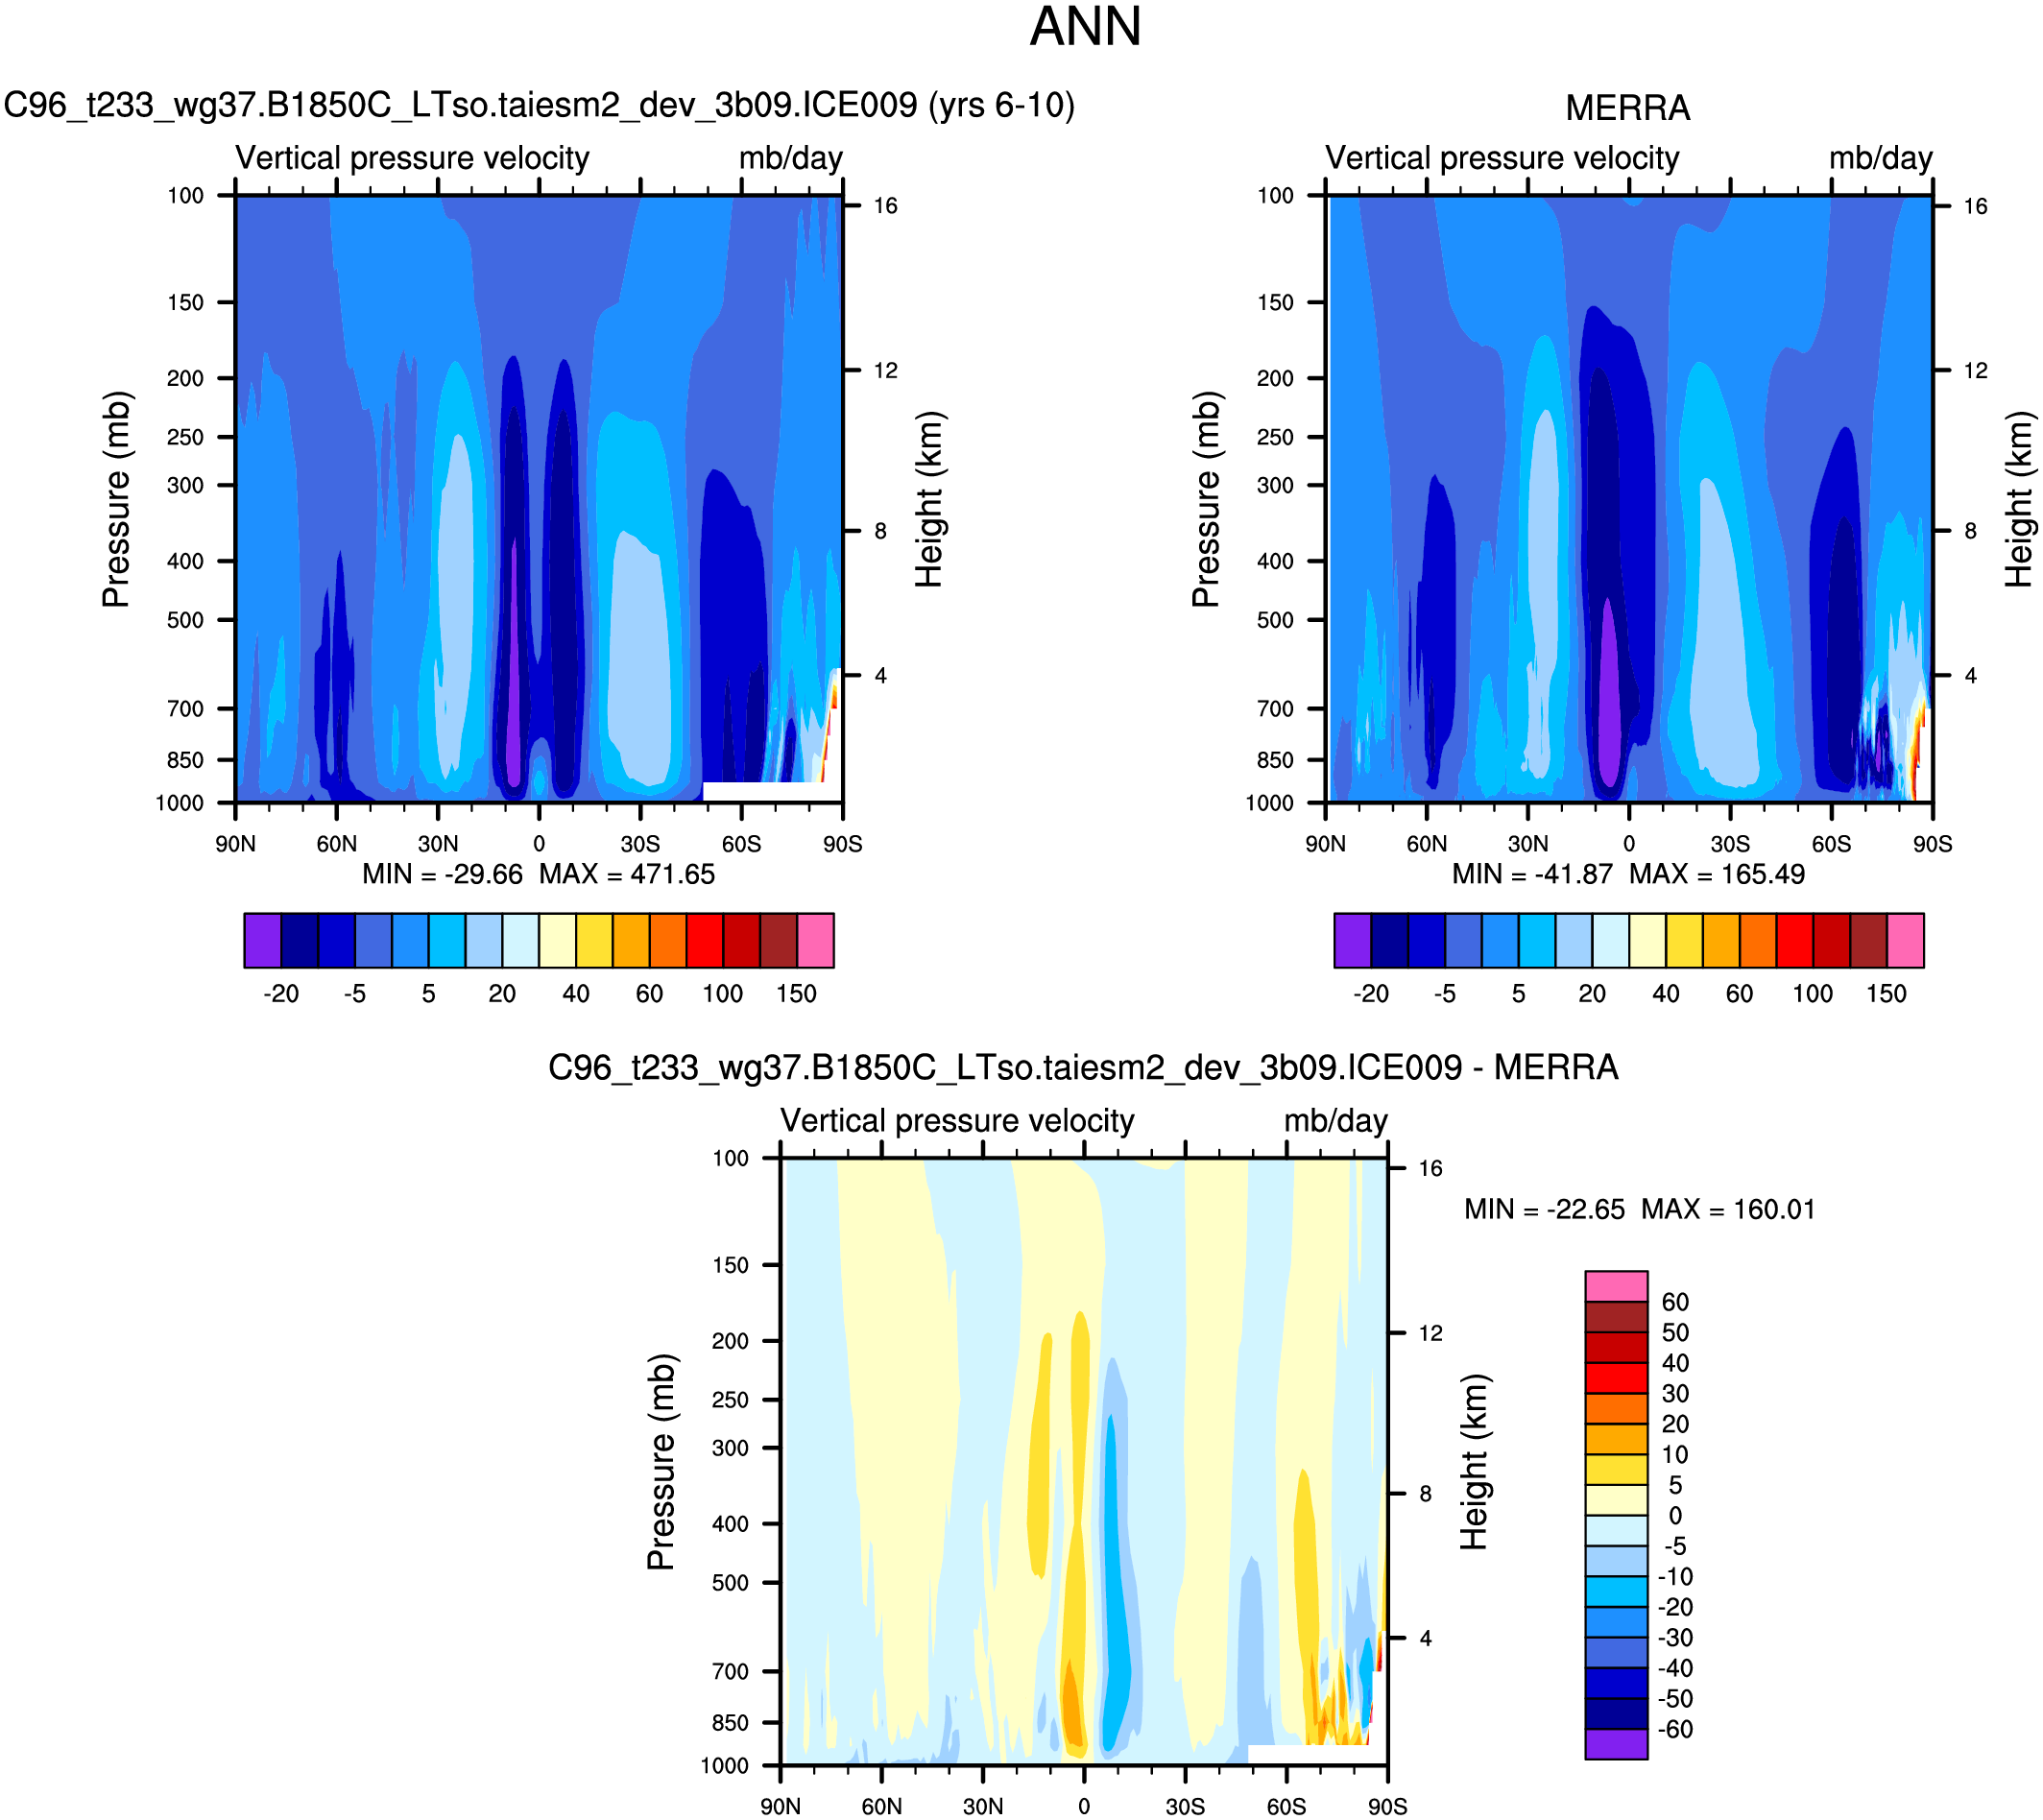 ANN
C96_t233_wg37.B1850C_LTso.taiesm2_dev_3b09.ICE009 (yrs 6-10)
Vertical pressure velocity mb/day
Pressure (mb)
100
150
200
250
300
400
500
700
850
1000
16
12
8
4
Height (km)
90N 60N 30N 0 30S 60S 90S
MIN = -29.66 MAX = 471.65
-20 -5 5 20 40 60 100 150
MERRA
Vertical pressure velocity mb/day
Pressure (mb)
100
150
200
250
300
400
500
700
850
1000
16
12
8
4
Height (km)
90N 60N 30N 0 30S 60S 90S
MIN = -41.87 MAX = 165.49
-20 -5 5 20 40 60 100 150
C96_t233_wg37.B1850C_LTso.taiesm2_dev_3b09.ICE009 - MERRA
Vertical pressure velocity mb/day
Pressure (mb)
100
150
200
250
300
400
500
700
850
1000
16
12
8
4
Height (km)
90N 60N 30N 0 30S 60S 90S
MIN = -22.65 MAX = 160.01
60
50
40
30
20
10
5
0
-5
-10
-20
-30
-40
-50
-60